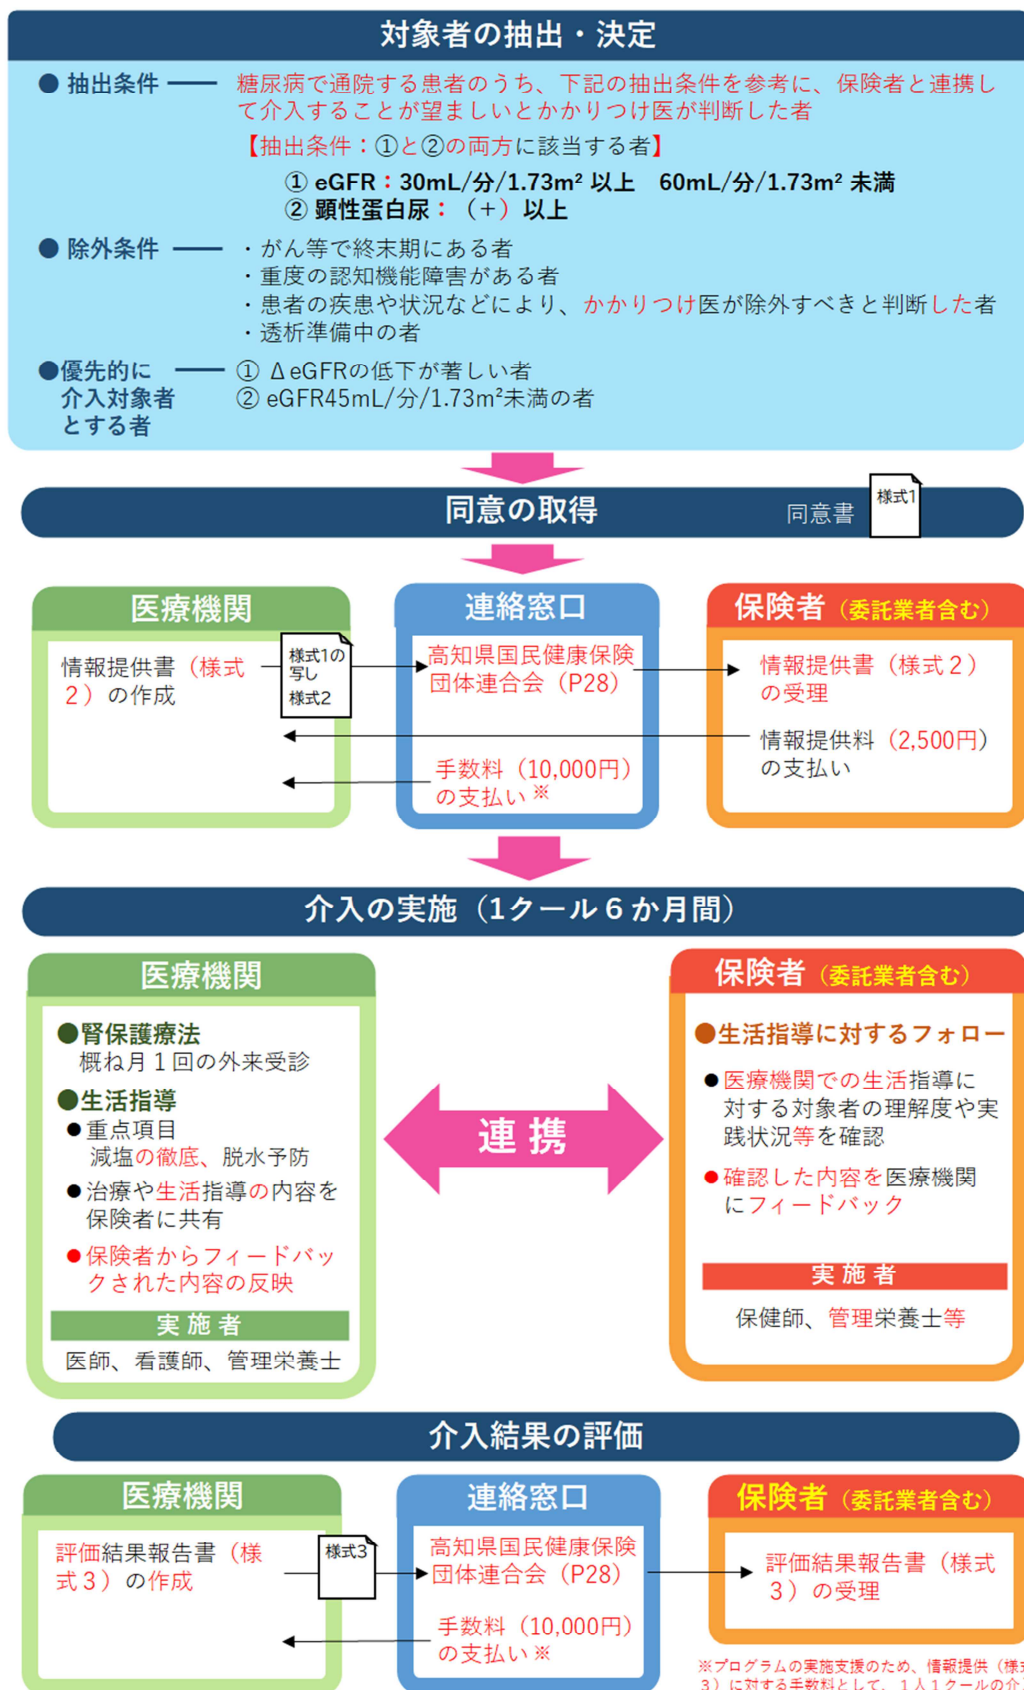 対象者の抽出・決定
● 抽出条件 ── 糖尿病で通院する患者のうち、下記の抽出条件を参考に、保険者と連携し
て介入することが望ましいとかかりつけ医が判断した者
【抽出条件：①と②の両方に該当する者】
① eGFR：30mL/分/1.73m² 以上　60mL/分/1.73m² 未満
② 顕性蛋白尿：（+）以上
● 除外条件 ── ・がん等で終末期にある者
・重度の認知機能障害がある者
・患者の疾患や状況などにより、かかりつけ医が除外すべきと判断した者
・透析準備中の者
●優先的に ── ① ΔeGFRの低下が著しい者
介入対象者 ② eGFR45mL/分/1.73m²未満の者
とする者
同意の取得 同意書 様式1
医療機関
情報提供書（様式
２）の作成
様式1の
写し
様式2
連絡窓口
高知県国民健康保険
団体連合会（P28）
手数料（10,000円）
の支払い※
保険者（委託業者含む）
情報提供書（様式２）
の受理
情報提供料（2,500円）
の支払い
介入の実施（1クール６か月間）
医療機関
●腎保護療法
概ね月１回の外来受診
●生活指導
●重点項目
減塩の徹底、脱水予防
●治療や生活指導の内容を
保険者に共有
●保険者からフィードバッ
クされた内容の反映
実施者
医師、看護師、管理栄養士
連携
保険者（委託業者含む）
●生活指導に対するフォロー
●医療機関での生活指導に
対する対象者の理解度や実
践状況等を確認
●確認した内容を医療機関
にフィードバック
実施者
保健師、管理栄養士等
介入結果の評価
医療機関
評価結果報告書（様
式３）の作成
様式3
連絡窓口
高知県国民健康保険
団体連合会（P28）
手数料（10,000円）
の支払い※
保険者（委託業者含む）
評価結果報告書（様式
３）の受理
※プログラムの実施支援のため、情報提供（様式
３）に対する手数料として、１人１クールの介入